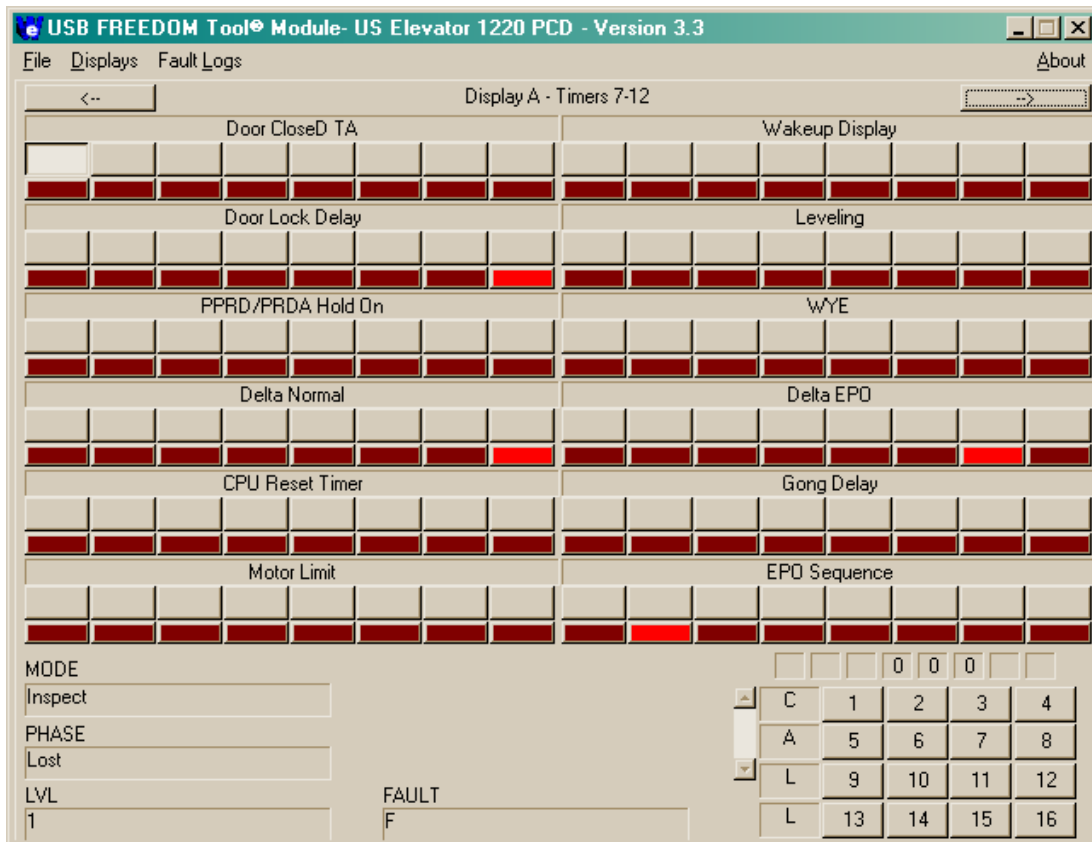 USB FREEDOM Tool® Module- US Elevator 1220 PCD - Version 3.3
File Displays Fault Logs About
<-- Display A - Timers 7-12 -->
Door CloseD TA Wakeup Display
Door Lock Delay Leveling
PPRD/PRDA Hold On WYE
Delta Normal Delta EPO
CPU Reset Timer Gong Delay
Motor Limit EPO Sequence
MODE
Inspect
PHASE
Lost
LVL
1
FAULT
F
0 0 0
C 1 2 3 4
A 5 6 7 8
L 9 10 11 12
L 13 14 15 16